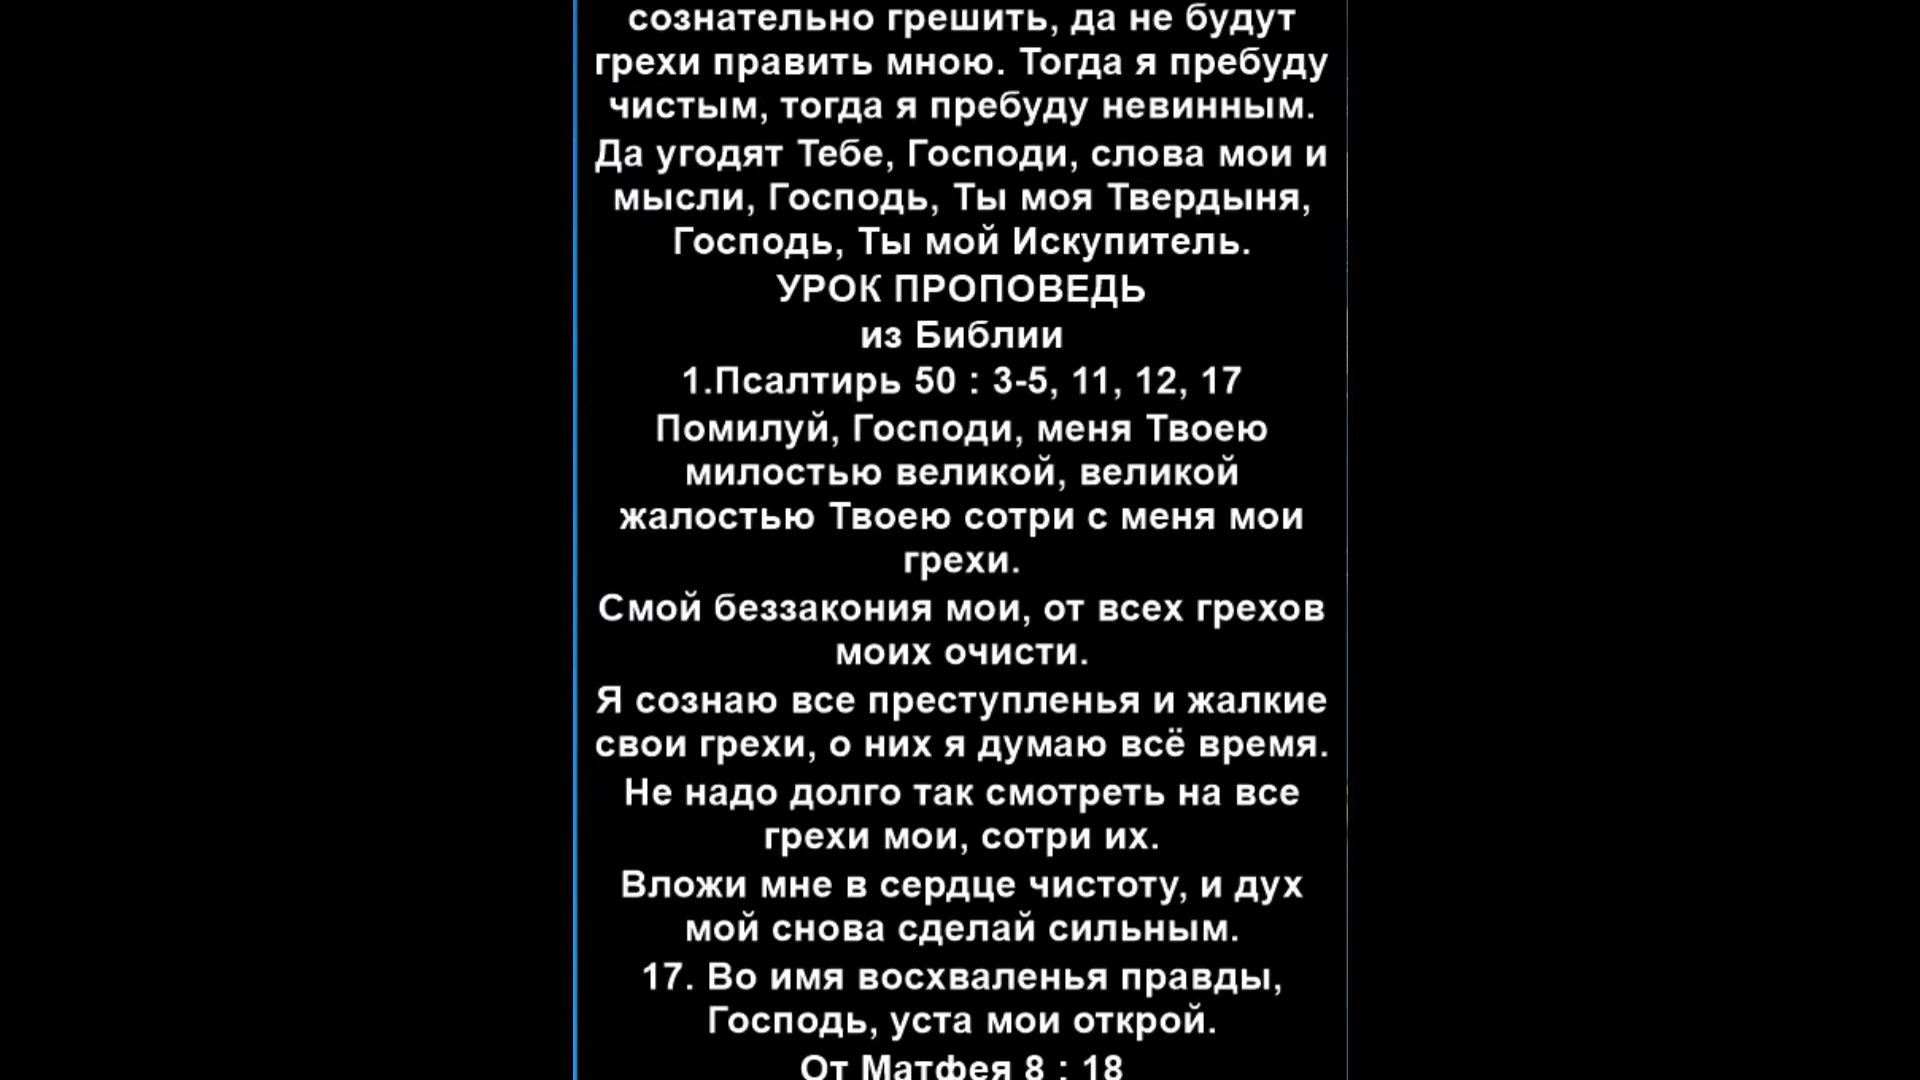 сознательно грешить, да не будут
грехи править мною. Тогда я пребуду
чистым, тогда я пребуду невинным.
Да угодят Тебе, Господи, слова мои и
мысли, Господь, Ты моя Твердыня,
Господь, Ты мой Искупитель.
УРОК ПРОПОВЕДЬ
из Библии
1.Псалтирь 50 : 3-5, 11, 12, 17
Помилуй, Господи, меня Твоею
милостью великой, великой
жалостью Твоею сотри с меня мои
грехи.
Смой беззакония мои, от всех грехов
моих очисти.
Я сознаю все преступленья и жалкие
свои грехи, о них я думаю всё время.
Не надо долго так смотреть на все
грехи мои, сотри их.
Вложи мне в сердце чистоту, и дух
мой снова сделай сильным.
17. Во имя восхваленья правды,
Господь, уста мои открой.
От Матфея 8 : 18